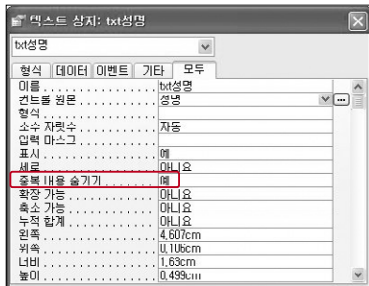 텍스트 상자: txt성명
txt성명
형식 데이터 이벤트 기타 모두
이름 txt성명
컨트롤 원본 성명
형식
소수 자릿수 자동
입력 마스크
표시 예
세로 아니요
중복 내용 숨기기 예
확장 가능 아니요
축소 가능 아니요
누적 합계 아니요
왼쪽 4.607cm
위쪽 0.106cm
너비 1.63cm
높이 0.499cm